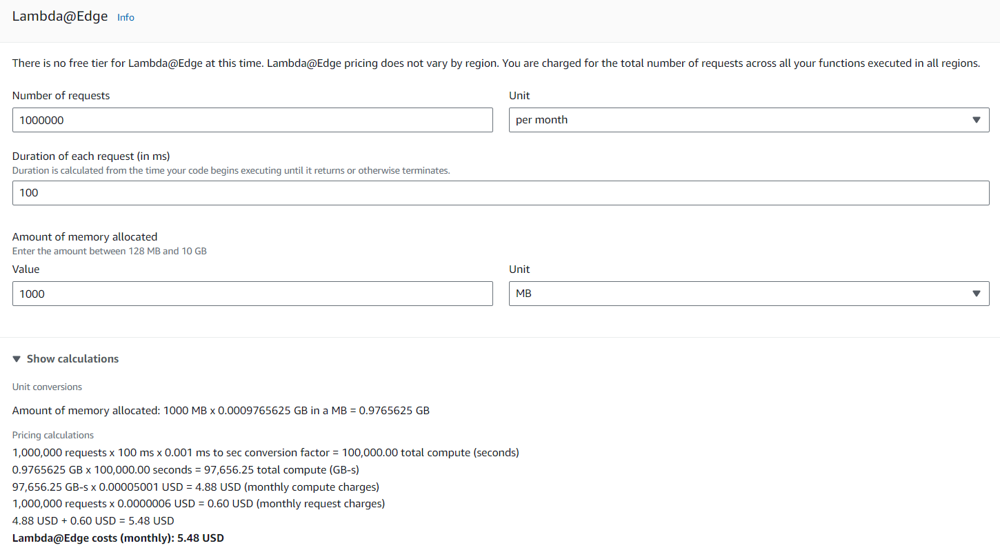 Lambda@Edge Info
There is no free tier for Lambda@Edge at this time. Lambda@Edge pricing does not vary by region. You are charged for the total number of requests across all your functions executed in all regions.
Number of requests
1000000
Unit
per month
Duration of each request (in ms)
Duration is calculated from the time your code begins executing until it returns or otherwise terminates.
100
Amount of memory allocated
Enter the amount between 128 MB and 10 GB
Value
1000
Unit
MB
Show calculations
Unit conversions
Amount of memory allocated: 1000 MB x 0.0009765625 GB in a MB = 0.9765625 GB
Pricing calculations
1,000,000 requests x 100 ms x 0.001 ms to sec conversion factor = 100,000.00 total compute (seconds)
0.9765625 GB x 100,000.00 seconds = 97,656.25 total compute (GB-s)
97,656.25 GB-s x 0.00005001 USD = 4.88 USD (monthly compute charges)
1,000,000 requests x 0.0000006 USD = 0.60 USD (monthly request charges)
4.88 USD + 0.60 USD = 5.48 USD
Lambda@Edge costs (monthly): 5.48 USD